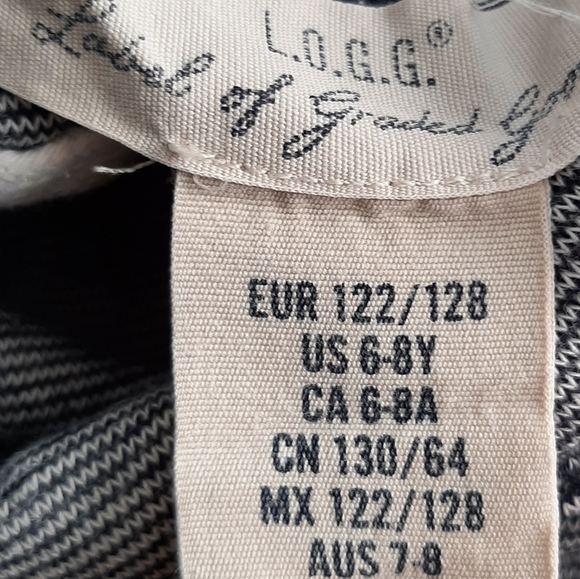 L.O.G.G.®
Label of Graded
EUR 122/128
US 6-8Y
CA 6-8A
CN 130/64
MX 122/128
AUS 7-8